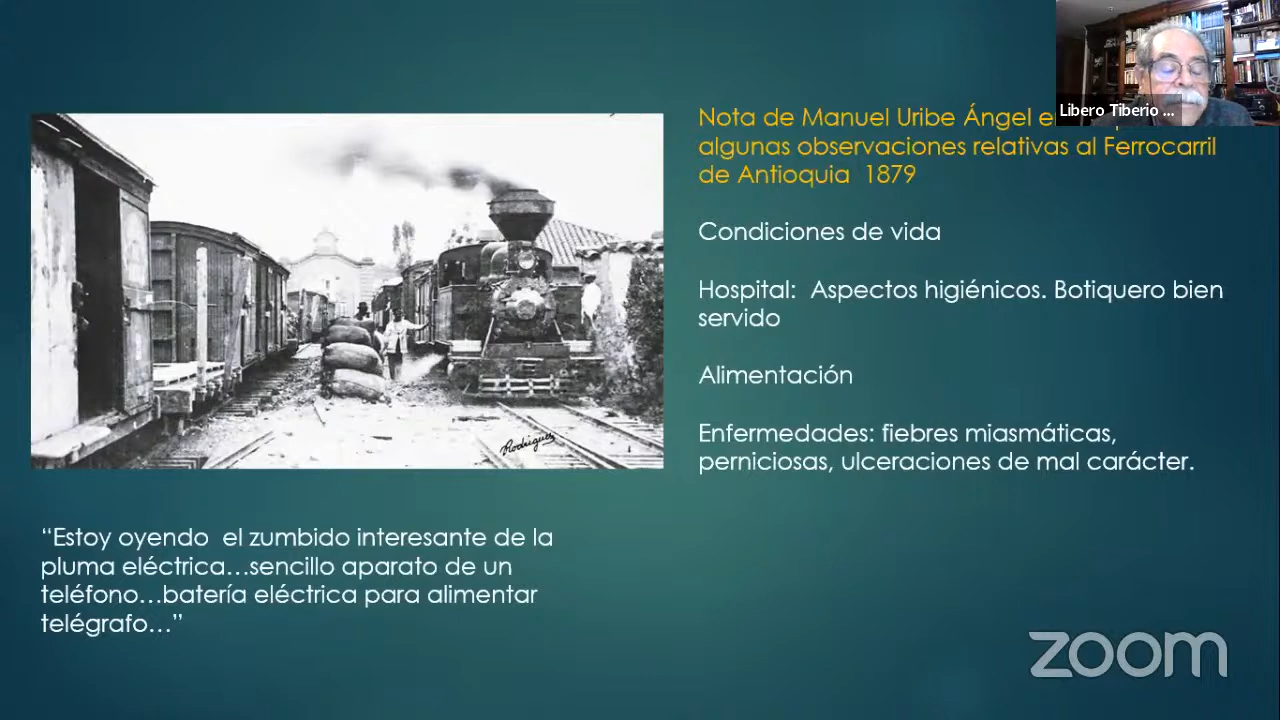 Libero Tiberio ...
Nota de Manuel Uribe Ángel e
algunas observaciones relativas al Ferrocarril
de Antioquia 1879
Condiciones de vida
Hospital: Aspectos higiénicos. Botiquero bien
servido
Alimentación
Enfermedades: fiebres miasmáticas,
perniciosas, ulceraciones de mal carácter.
Rodriguez
“Estoy oyendo el zumbido interesante de la
pluma eléctrica...sencillo aparato de un
teléfono...batería eléctrica para alimentar
telégrafo...”
zoom